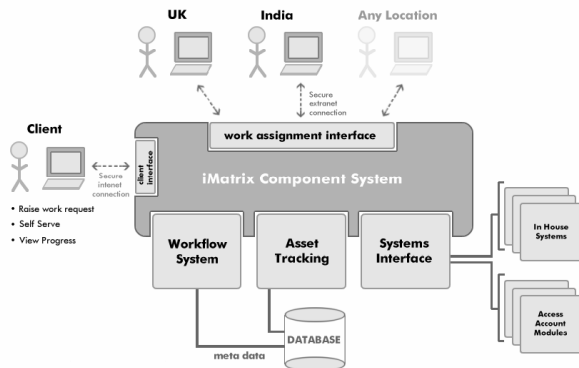 UK
India
Any Location
Secure
extranet
connection
Client
work assignment interface
client
interface
Secure
intenet
connection
iMatrix Component System
• Raise work request
• Self Serve
• View Progress
Workflow
System
Asset
Tracking
Systems
Interface
In House
Systems
Access
Account
Modules
DATABASE
meta data